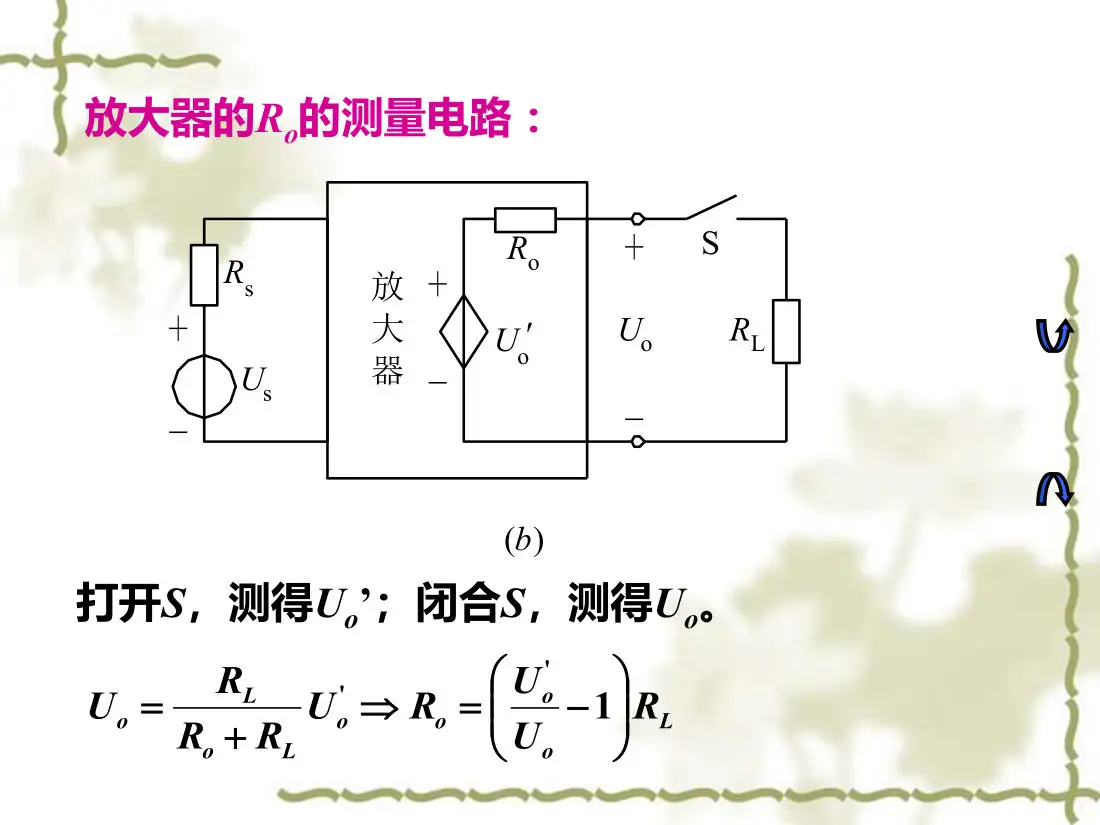 放大器的Ro的测量电路：
Rs
+
Us
−
放
大
器
+
Uo′
−
Ro
+
Uo
−
S
RL
(b)
打开S，测得Uo’；闭合S，测得Uo。
Uo = RL / (Ro + RL) Uo' ⇒ Ro = (Uo' / Uo − 1) RL